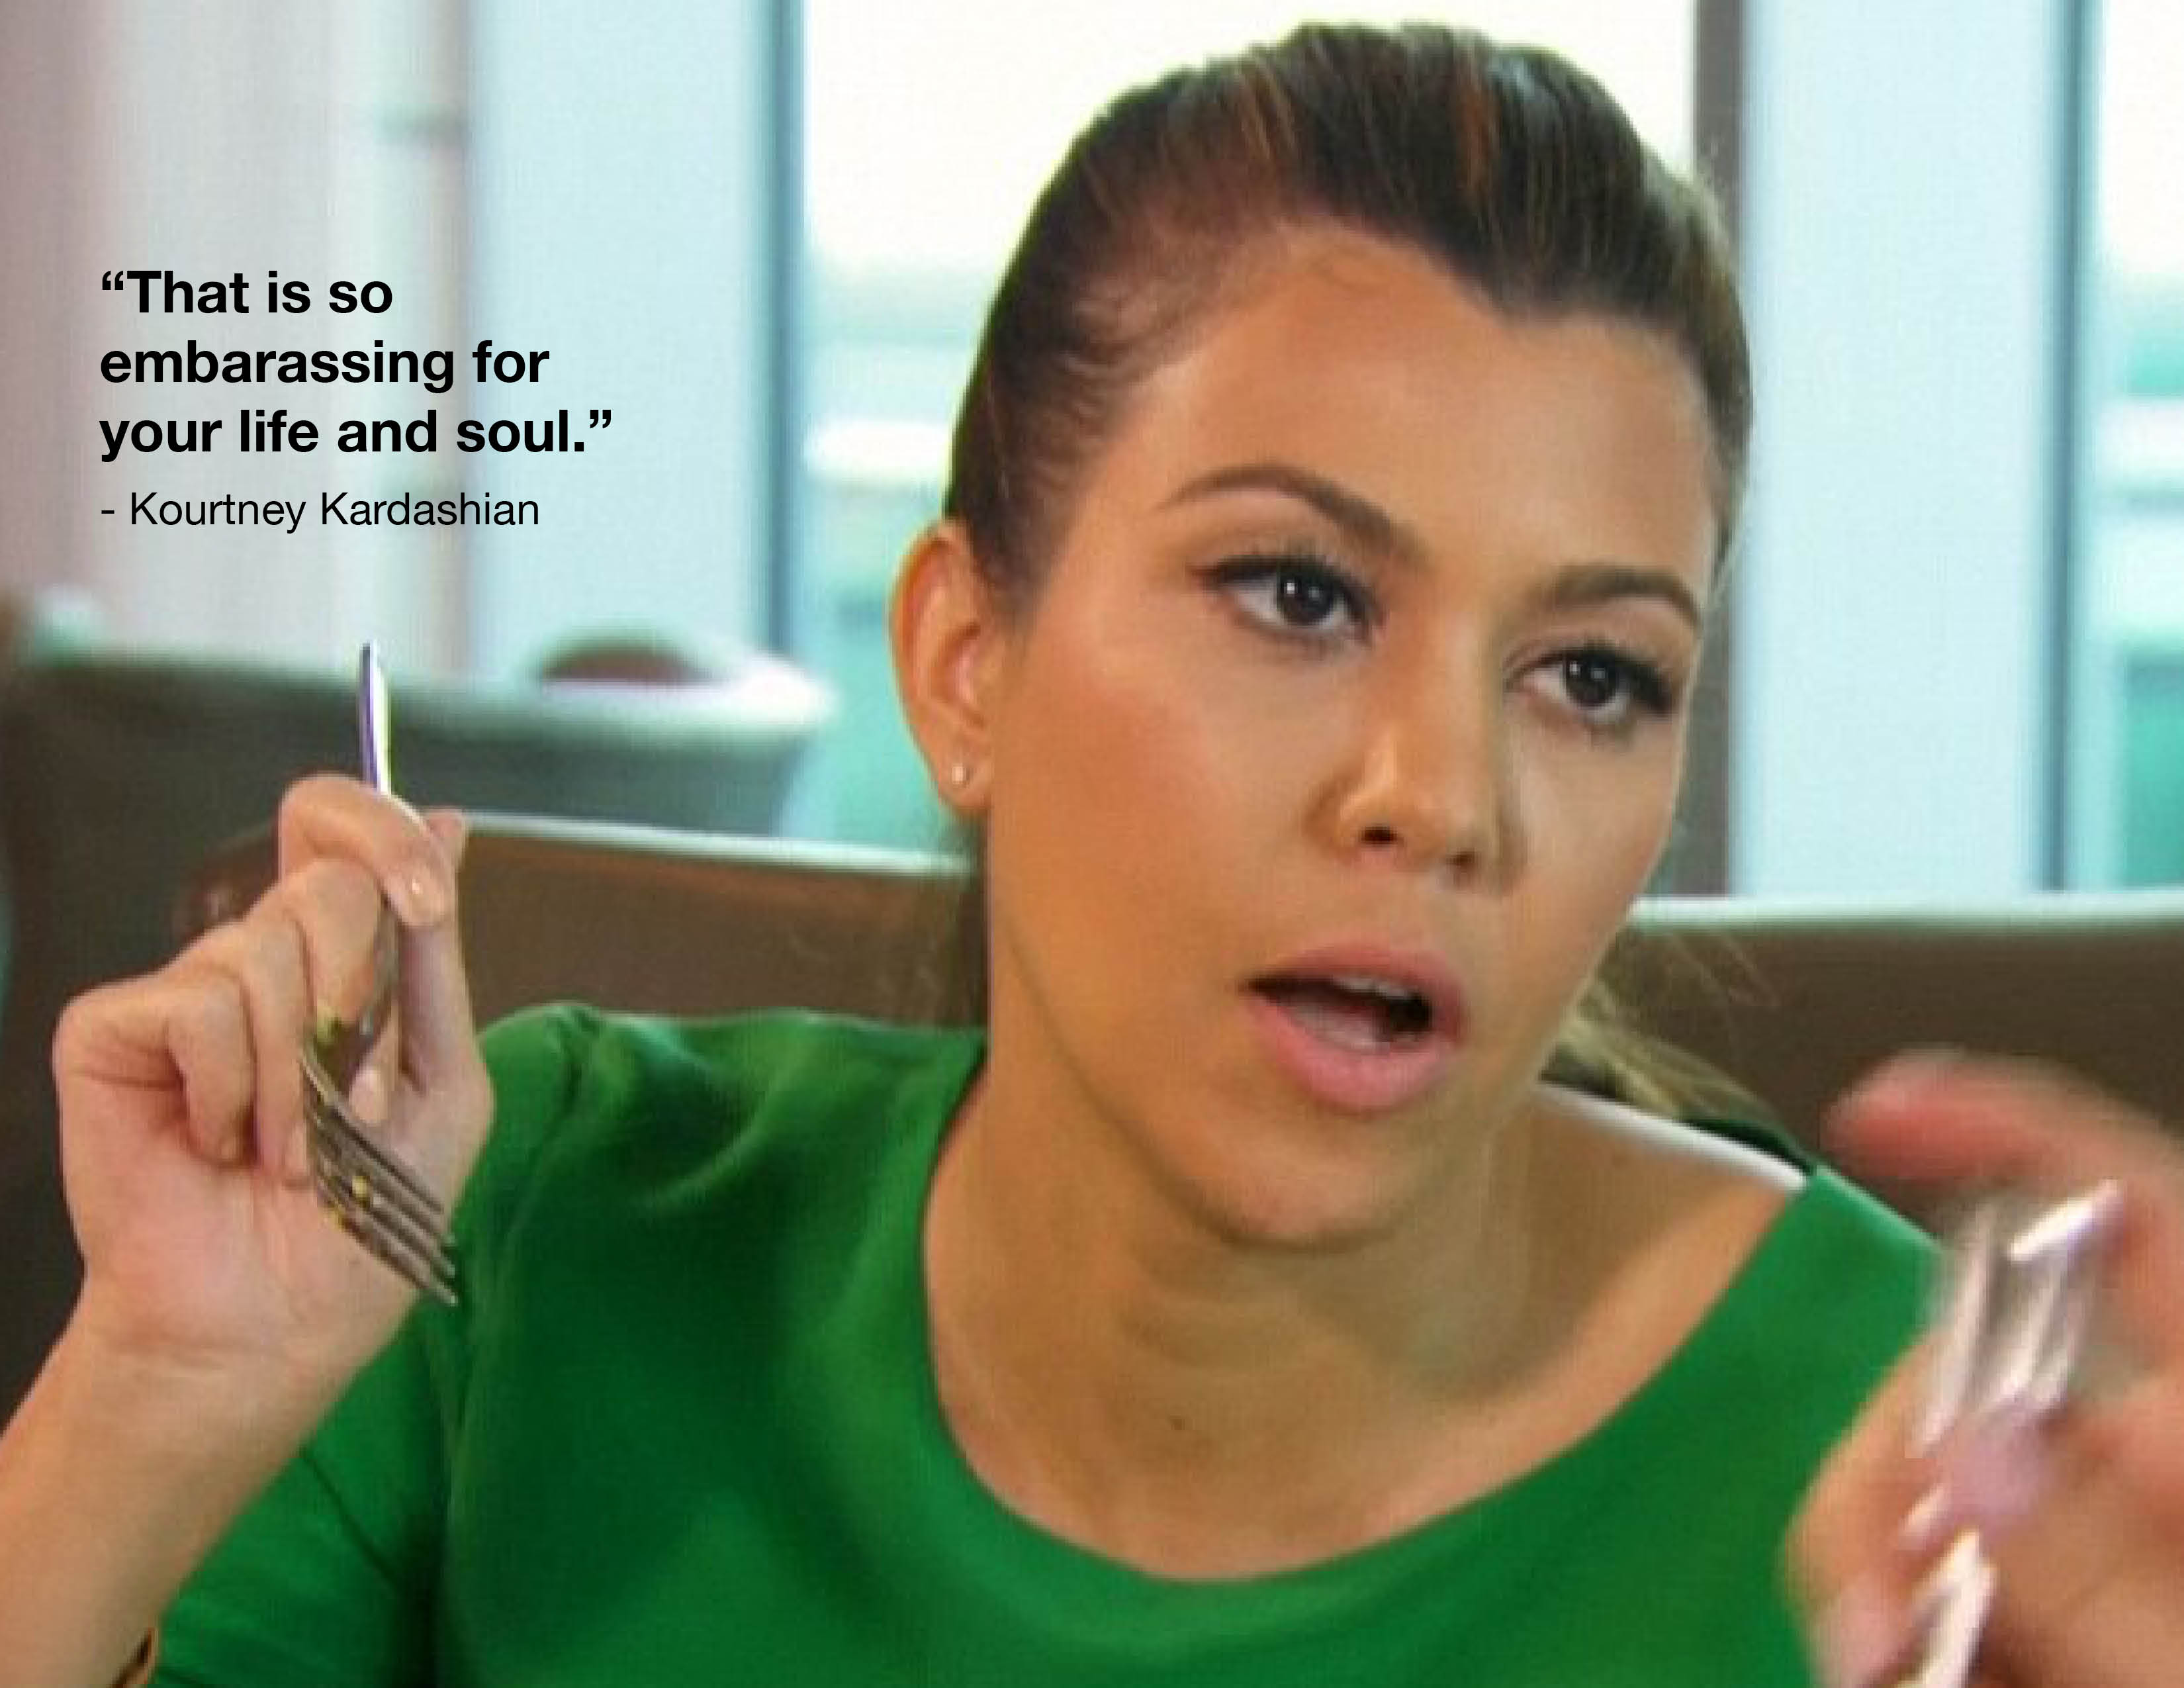 “That is so
embarassing for
your life and soul.”
- Kourtney Kardashian